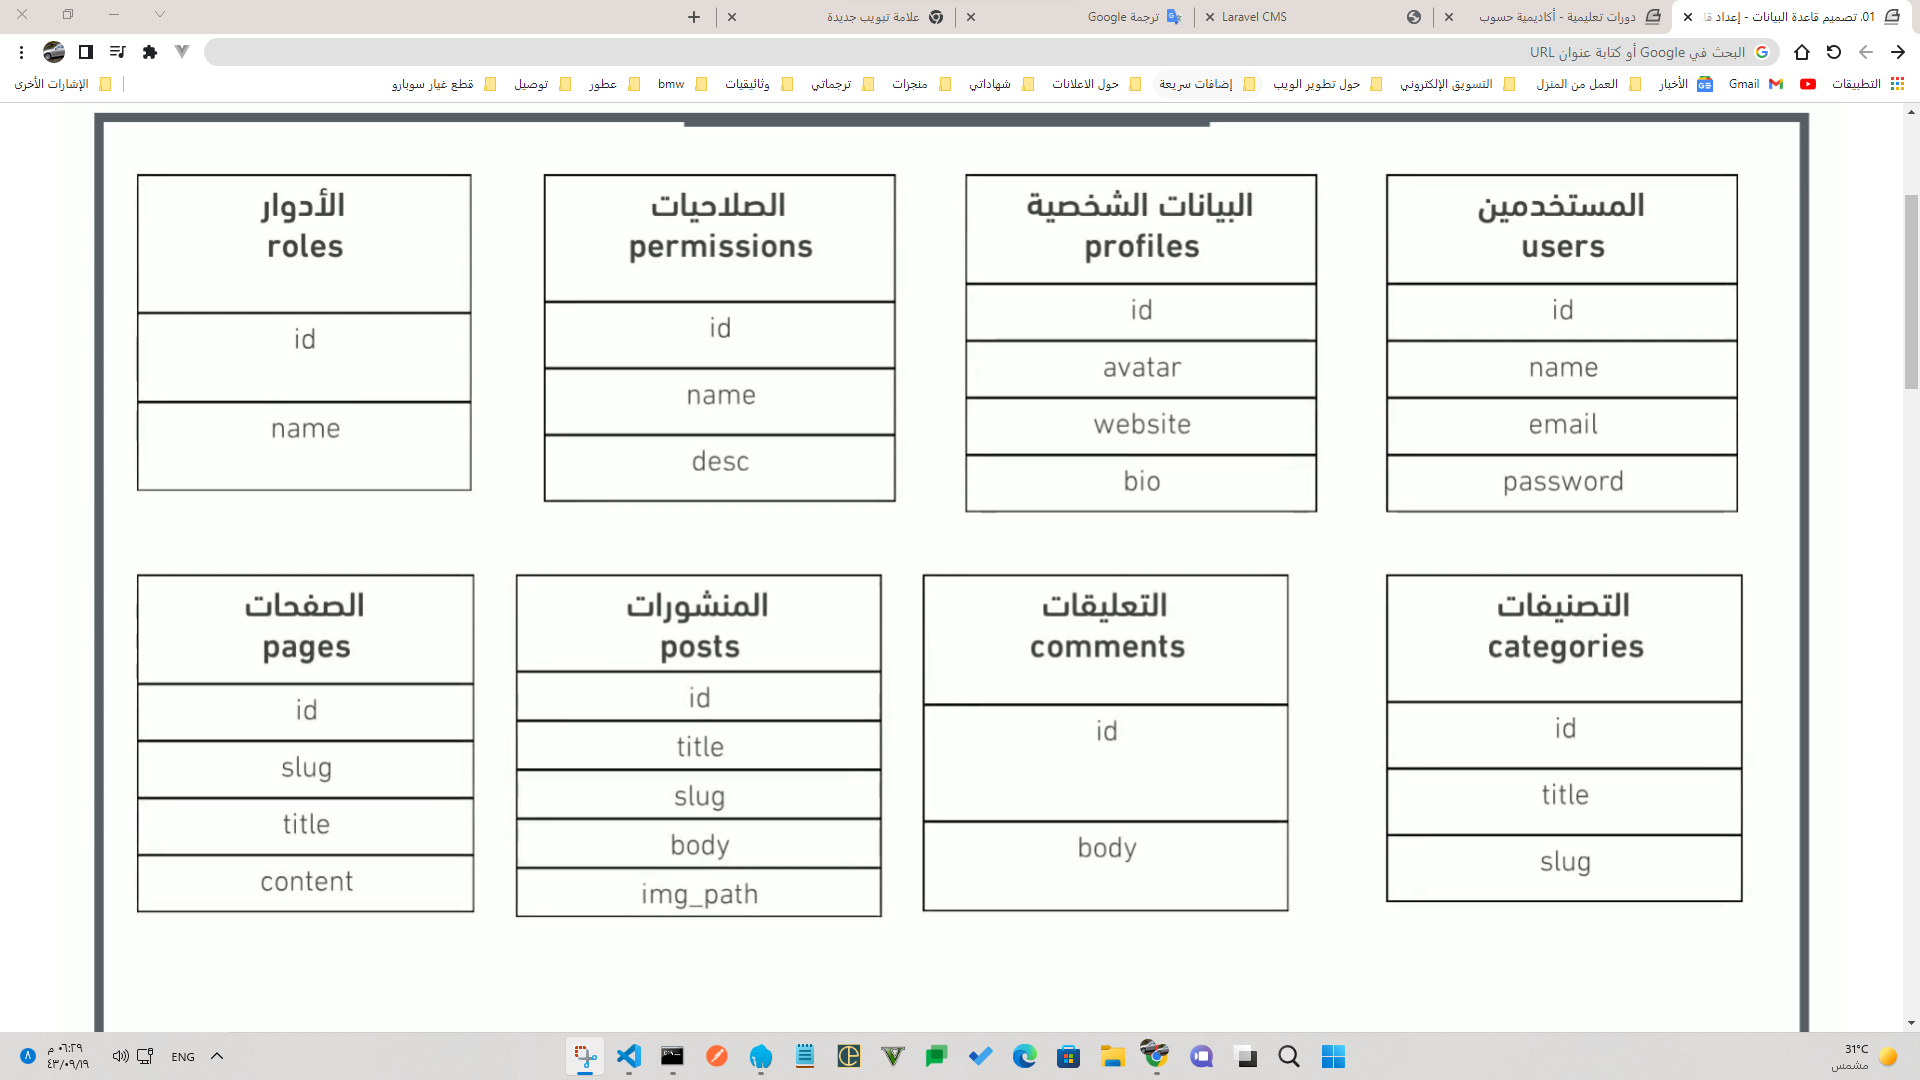 01. تصميم قاعدة البيانات - إعداد قا
دورات تعليمية - أكاديمية حسوب
Laravel CMS
ترجمة Google
علامة تبويب جديدة
البحث في Google أو كتابة عنوان URL
التطبيقات
Gmail
الأخبار
العمل من المنزل
التسويق الإلكتروني
حول تطوير الويب
إضافات سريعة
حول الاعلانات
شهاداتي
منجزات
ترجماتي
وثائيقيات
bmw
عطور
توصيل
قطع غيار سوبارو
الإشارات الأخرى
المستخدمين
users
id
name
email
password
البيانات الشخصية
profiles
id
avatar
website
bio
الصلاحيات
permissions
id
name
desc
الأدوار
roles
id
name
التصنيفات
categories
id
title
slug
التعليقات
comments
id
body
المنشورات
posts
id
title
slug
body
img_path
الصفحات
pages
id
slug
title
content
31°C
مشمس
ENG
٠٦:٢٩ م
٤٣/٠٩/١٩
٨